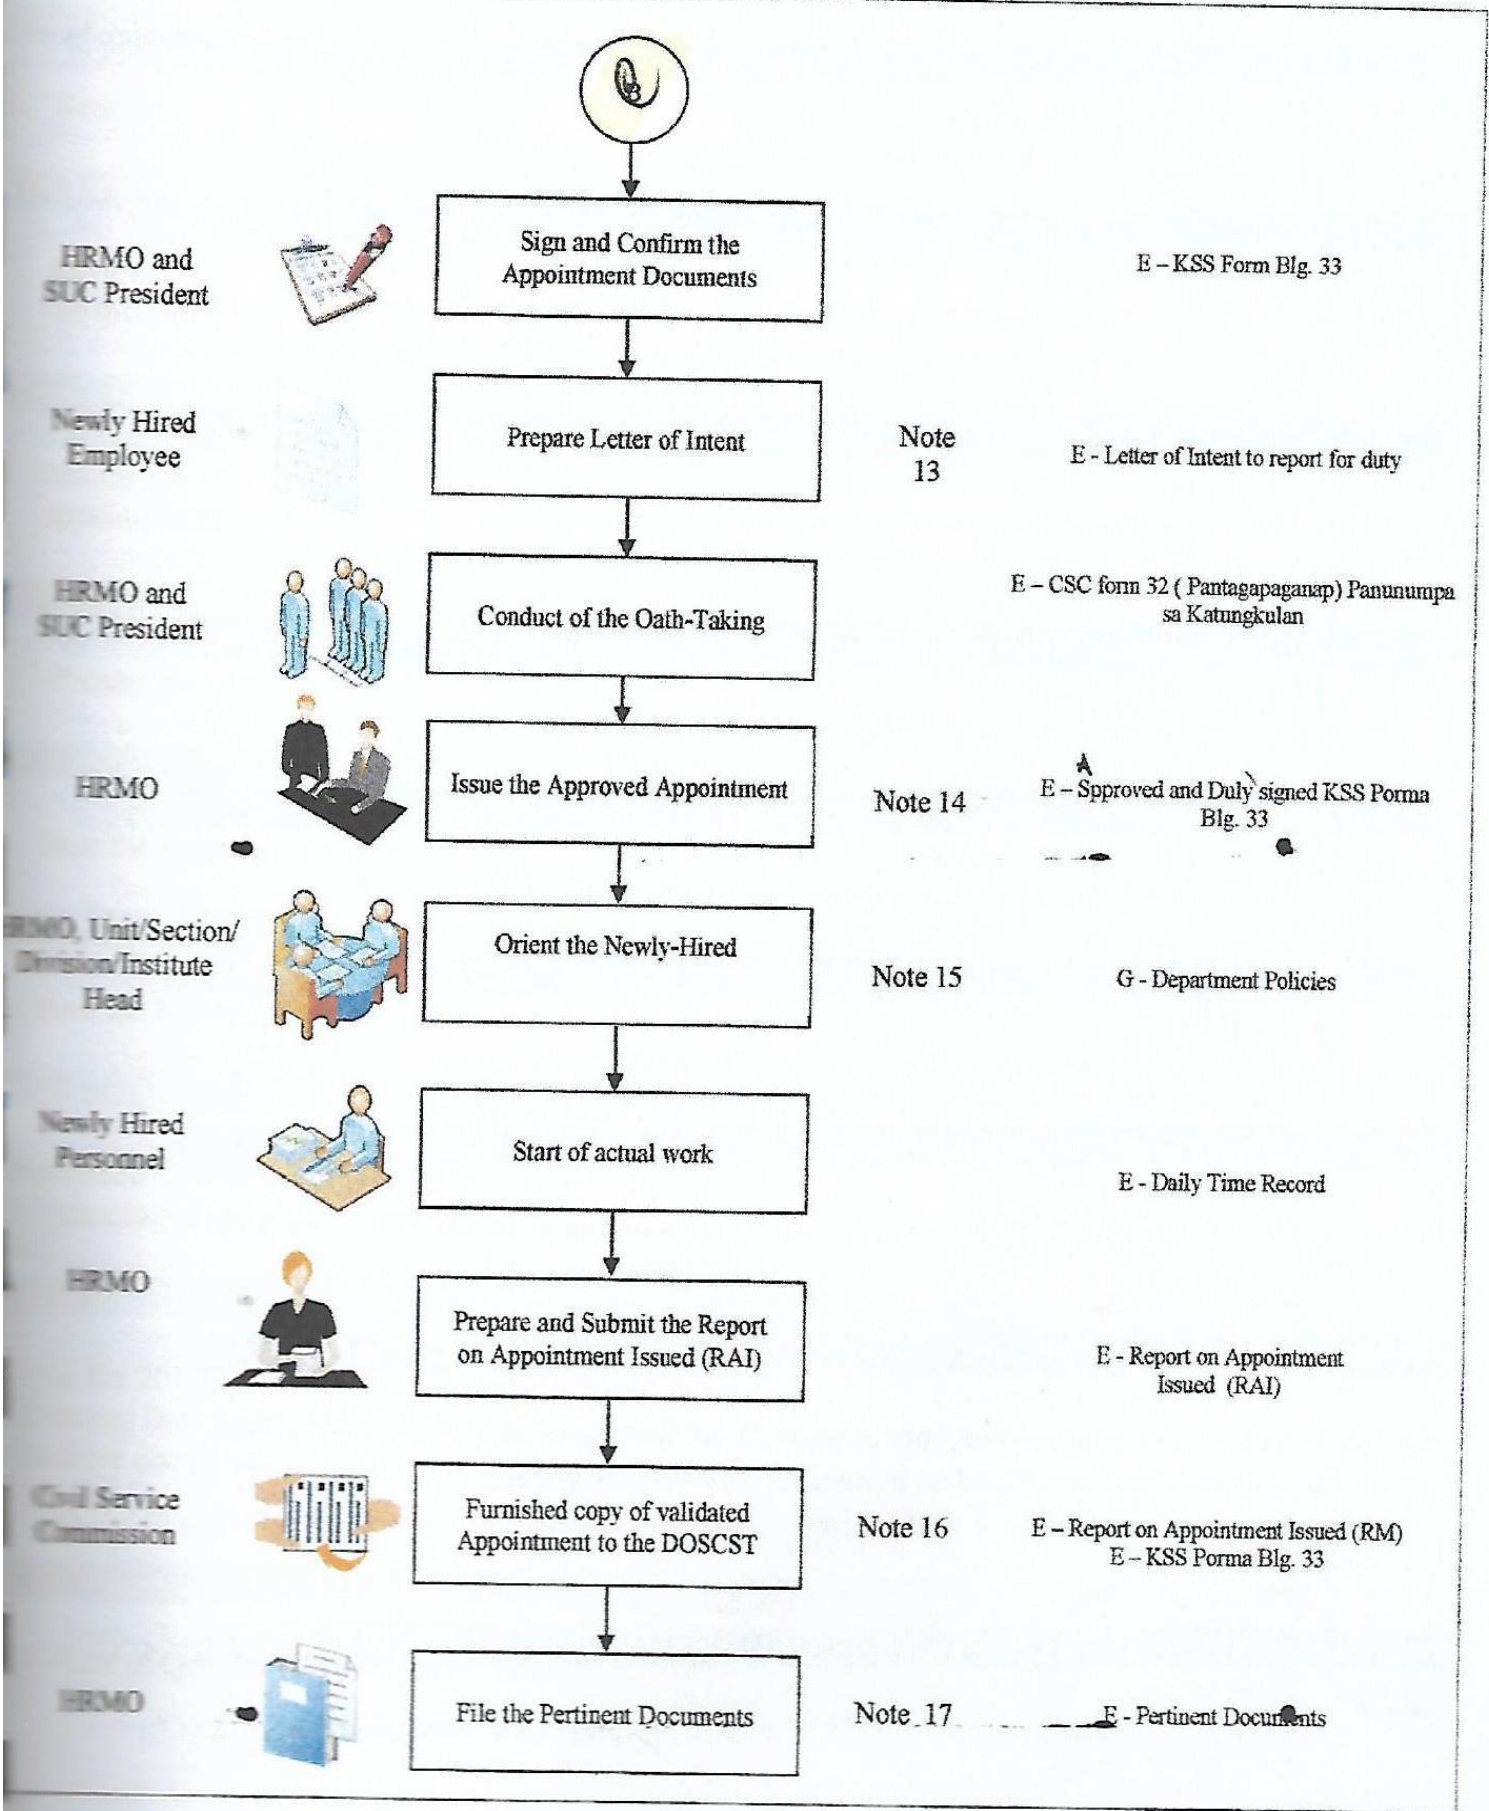 B
HRMO and
SUC President
Sign and Confirm the
Appointment Documents
E – KSS Form Blg. 33
Newly Hired
Employee
Prepare Letter of Intent
Note
13
E - Letter of Intent to report for duty
HRMO and
SUC President
Conduct of the Oath-Taking
E – CSC form 32 ( Pantagapaganap) Panunumpa
sa Katungkulan
HRMO
Issue the Approved Appointment
Note 14
A
E – Spproved and Duly signed KSS Porma
Blg. 33
HRMO, Unit/Section/
Division/Institute
Head
Orient the Newly-Hired
Note 15
G - Department Policies
Newly Hired
Personnel
Start of actual work
E - Daily Time Record
HRMO
Prepare and Submit the Report
on Appointment Issued (RAI)
E - Report on Appointment
Issued (RAI)
Civil Service
Commission
Furnished copy of validated
Appointment to the DOSCST
Note 16
E – Report on Appointment Issued (RM)
E – KSS Porma Blg. 33
HRMO
File the Pertinent Documents
Note 17
E - Pertinent Documents